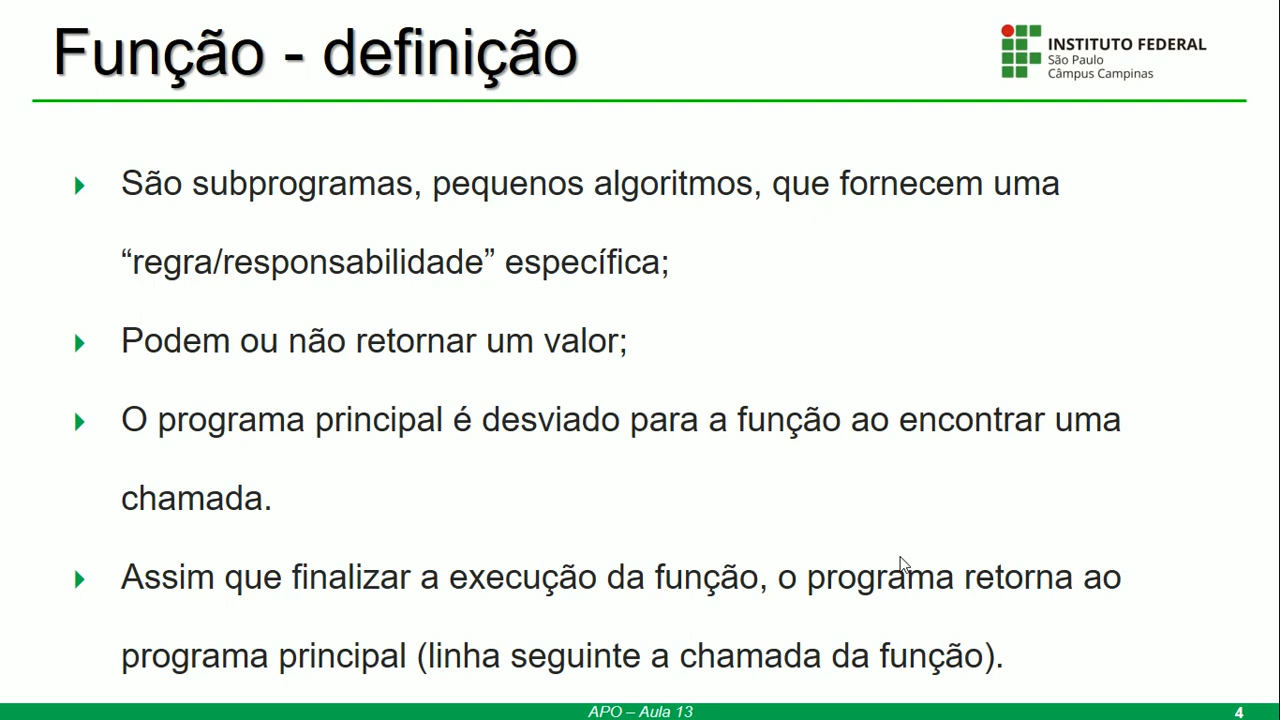 Função - definição
INSTITUTO FEDERAL
São Paulo
Câmpus Campinas
São subprogramas, pequenos algoritmos, que fornecem uma
“regra/responsabilidade” específica;
Podem ou não retornar um valor;
O programa principal é desviado para a função ao encontrar uma
chamada.
Assim que finalizar a execução da função, o programa retorna ao
programa principal (linha seguinte a chamada da função).
APO – Aula 13
4